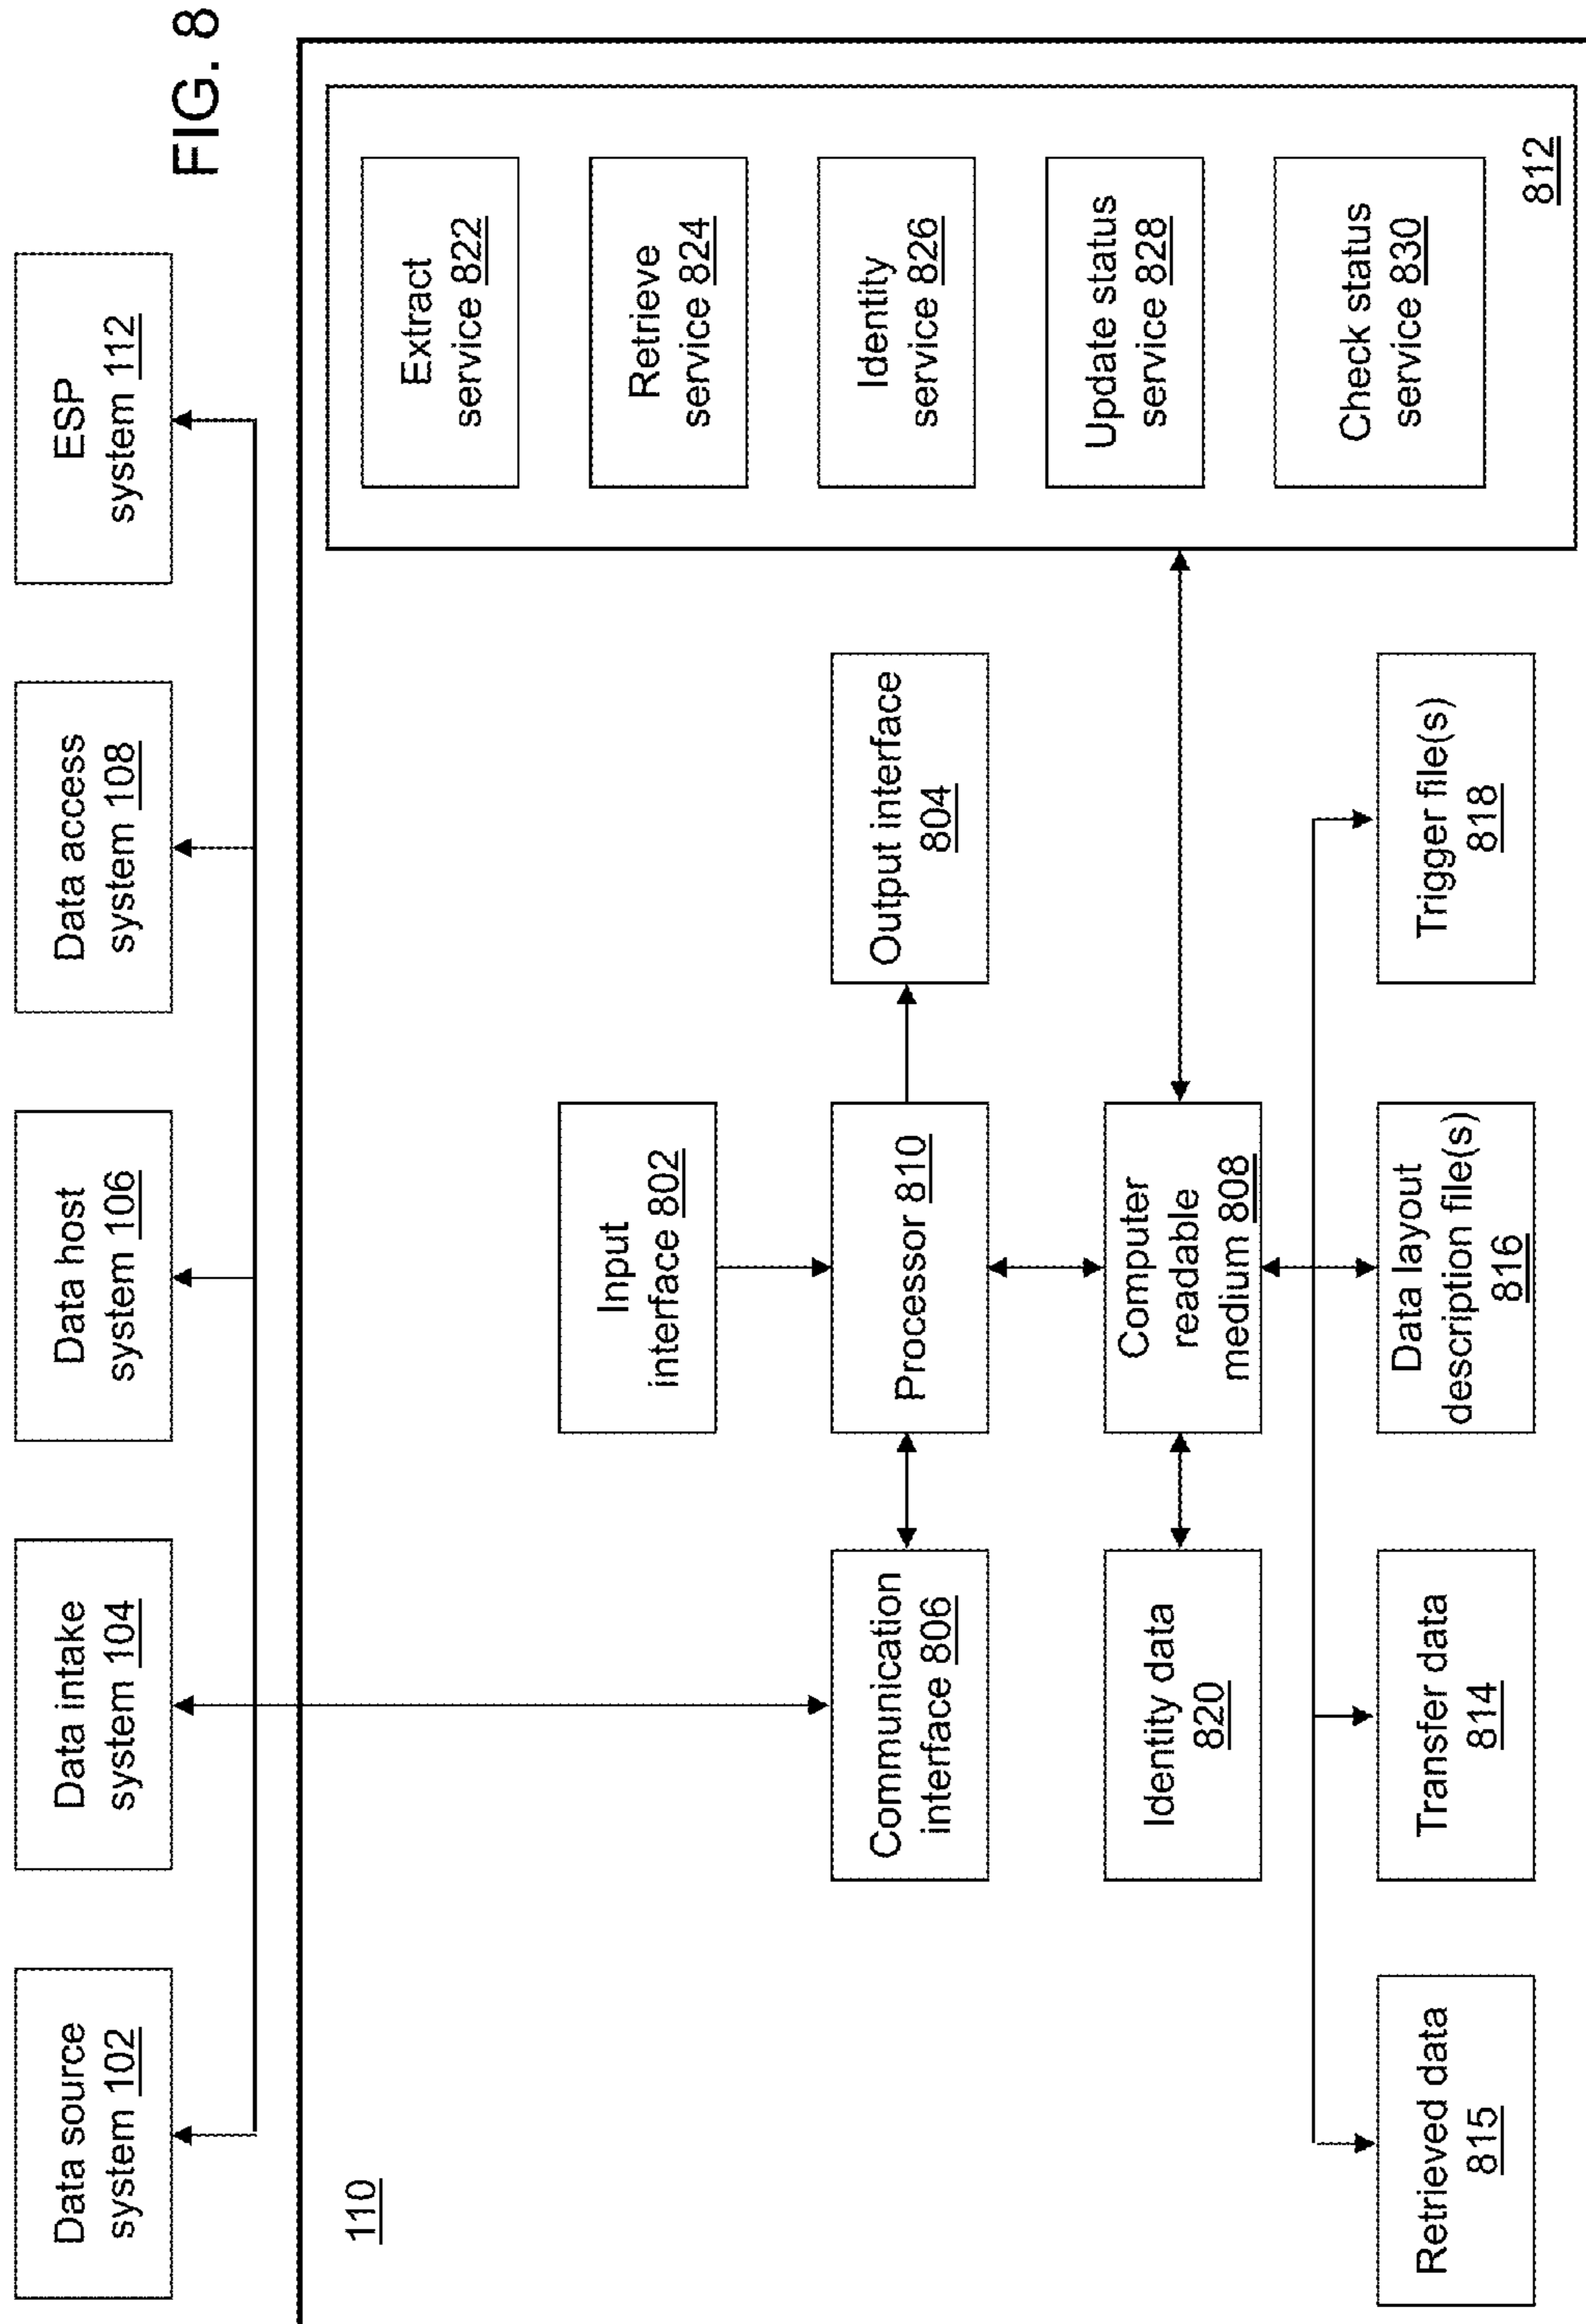 FIG. 8
Data source
system 102
Data intake
system 104
Data host
system 106
Data access
system 108
ESP
system 112
110
Input
interface 802
Communication
interface 806
Processor 810
Output interface
804
Identity data
820
Computer
readable
medium 808
Retrieved data
815
Transfer data
814
Data layout
description file(s)
816
Trigger file(s)
818
Extract
service 822
Retrieve
service 824
Identity
service 826
Update status
service 828
Check status
service 830
812